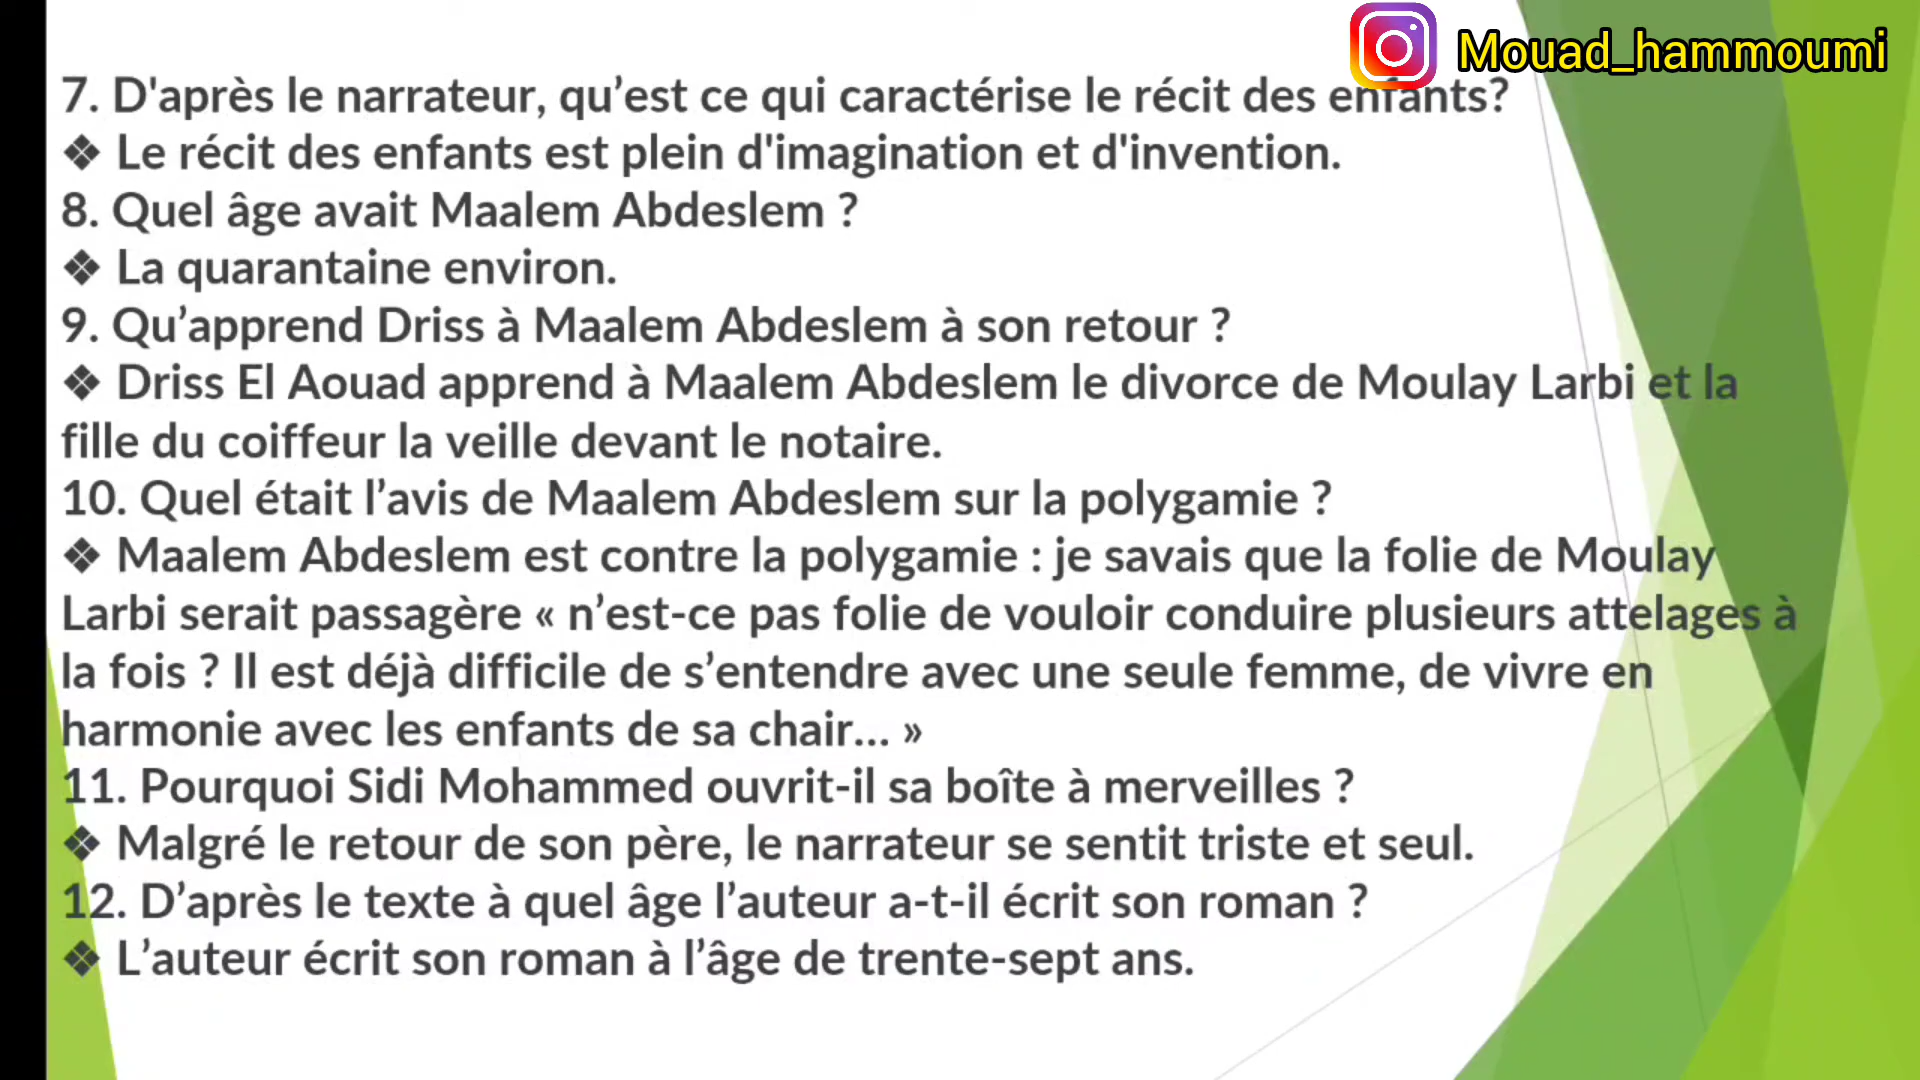 Mouad_hammoumi
7. D'après le narrateur, qu’est ce qui caractérise le récit des enfants?
❖ Le récit des enfants est plein d'imagination et d'invention.
8. Quel âge avait Maalem Abdeslem ?
❖ La quarantaine environ.
9. Qu’apprend Driss à Maalem Abdeslem à son retour ?
❖ Driss El Aouad apprend à Maalem Abdeslem le divorce de Moulay Larbi et la
fille du coiffeur la veille devant le notaire.
10. Quel était l’avis de Maalem Abdeslem sur la polygamie ?
❖ Maalem Abdeslem est contre la polygamie : je savais que la folie de Moulay
Larbi serait passagère « n’est-ce pas folie de vouloir conduire plusieurs attelages à
la fois ? Il est déjà difficile de s’entendre avec une seule femme, de vivre en
harmonie avec les enfants de sa chair... »
11. Pourquoi Sidi Mohammed ouvrit-il sa boîte à merveilles ?
❖ Malgré le retour de son père, le narrateur se sentit triste et seul.
12. D’après le texte à quel âge l’auteur a-t-il écrit son roman ?
❖ L’auteur écrit son roman à l’âge de trente-sept ans.